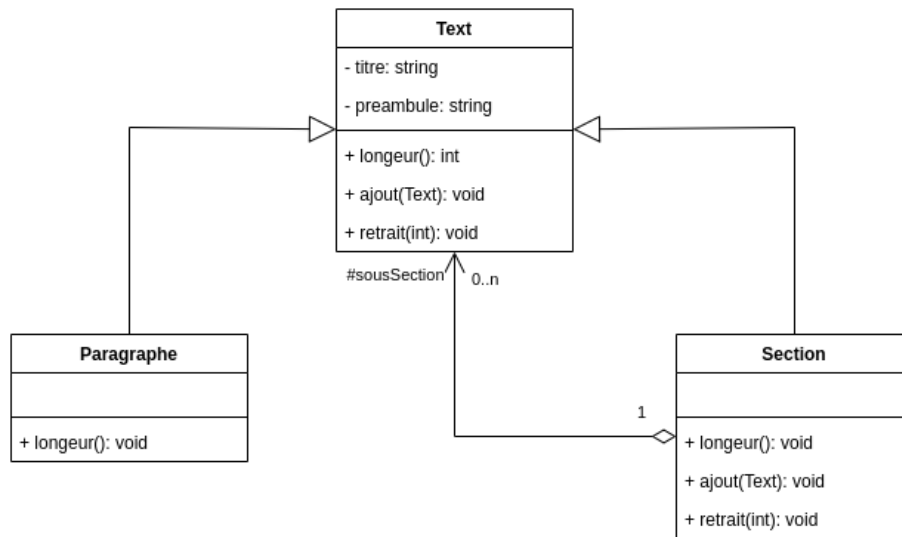 Text
- titre: string
- preambule: string
+ longeur(): int
+ ajout(Text): void
+ retrait(int): void
#sousSection
0..n
Paragraphe
+ longeur(): void
1
Section
+ longeur(): void
+ ajout(Text): void
+ retrait(int): void